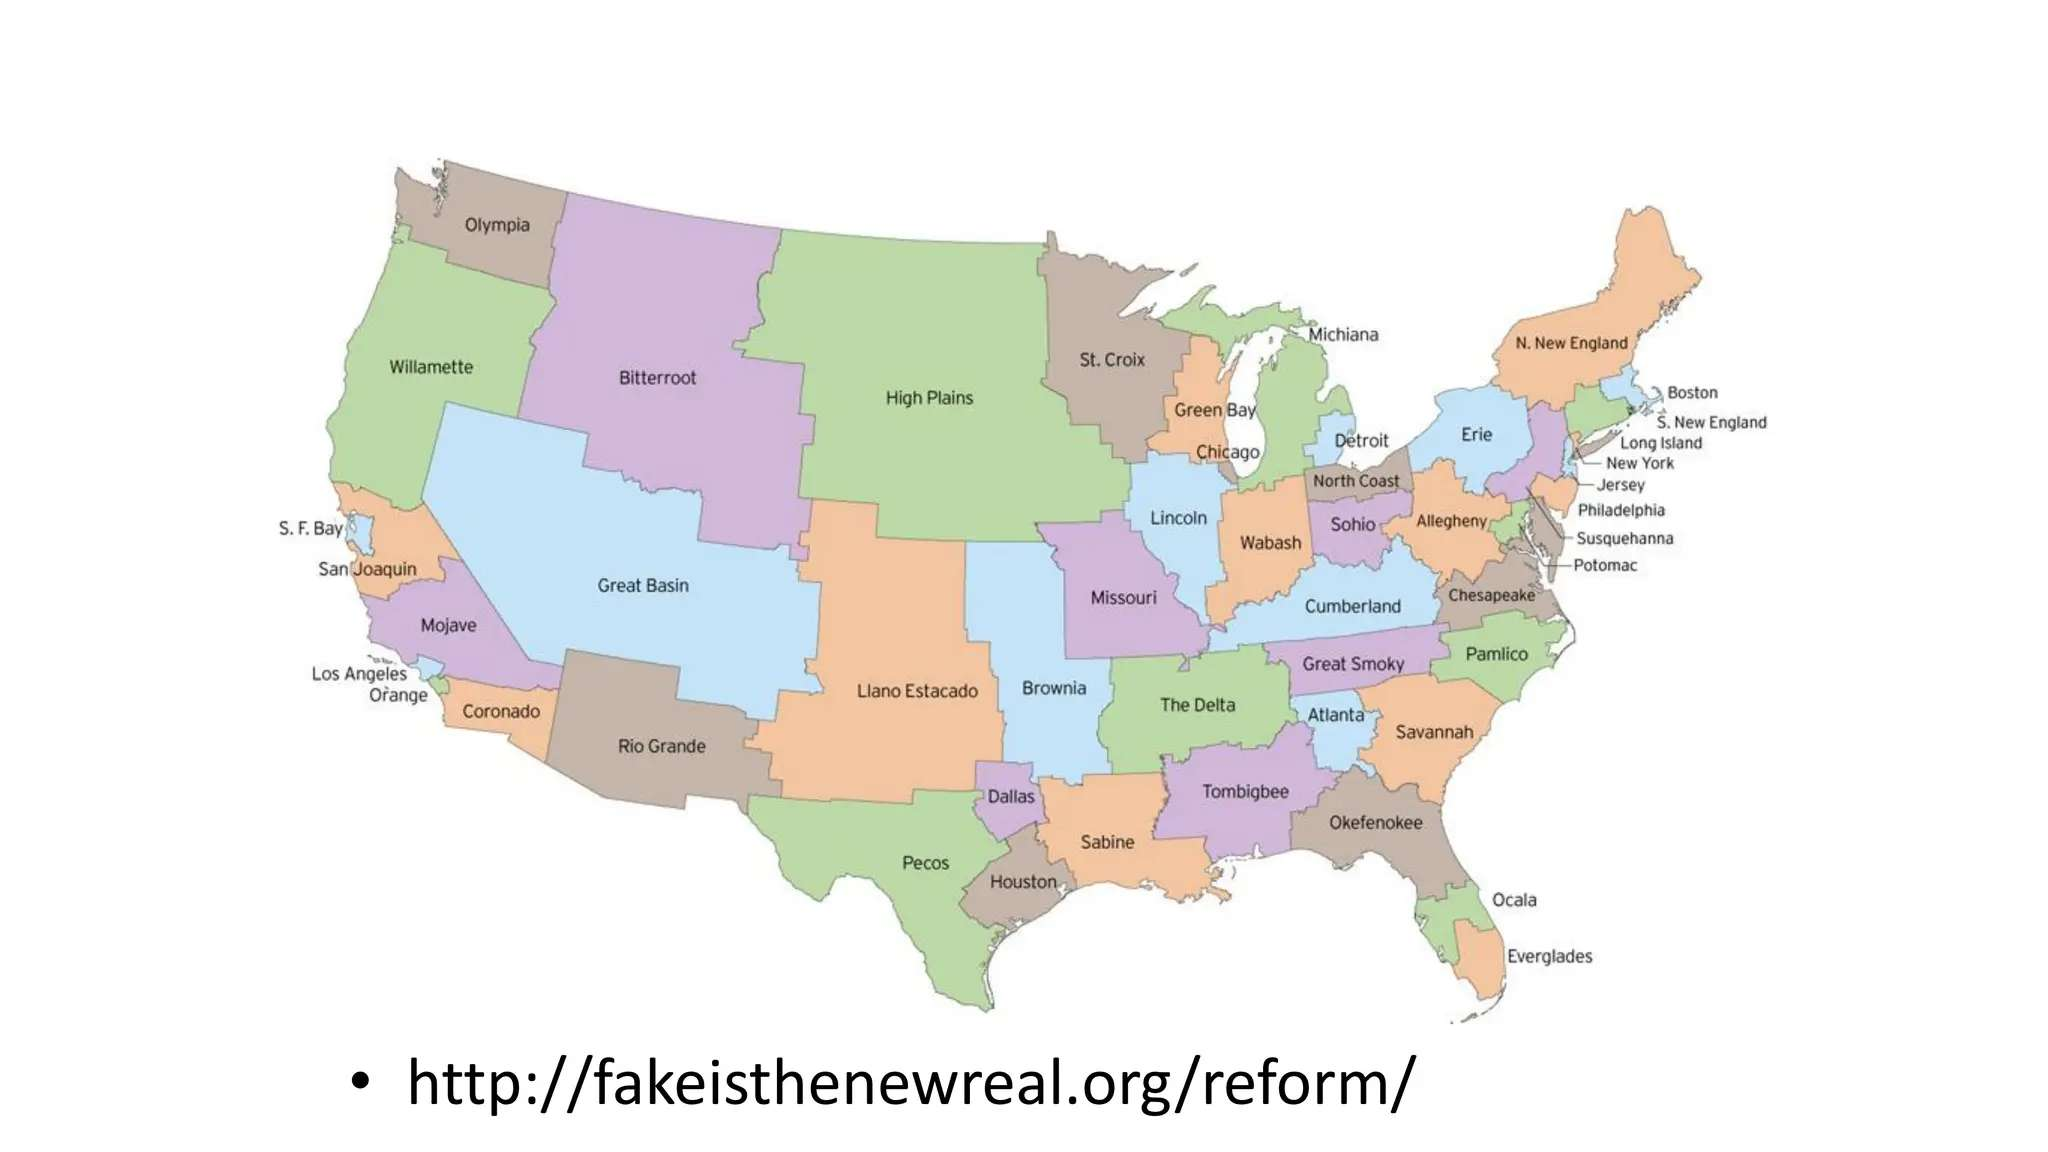 Olympia
Michiana
N. New England
St. Croix
Willamette
Bitterroot
Boston
High Plains
Green Bay
S. New England
Erie
Detroit
Long Island
Chicago
New York
North Coast
Jersey
Philadelphia
Lincoln
Sohio
Allegheny
S. F. Bay
Wabash
Susquehanna
San Joaquin
Potomac
Great Basin
Missouri
Chesapeake
Cumberland
Mojave
Pamlico
Great Smoky
Los Angeles
Orange
Llano Estacado
Brownia
The Delta
Coronado
Atlanta
Savannah
Rio Grande
Dallas
Tombigbee
Okefenokee
Sabine
Pecos
Houston
Ocala
Everglades
• http://fakeisthenewreal.org/reform/